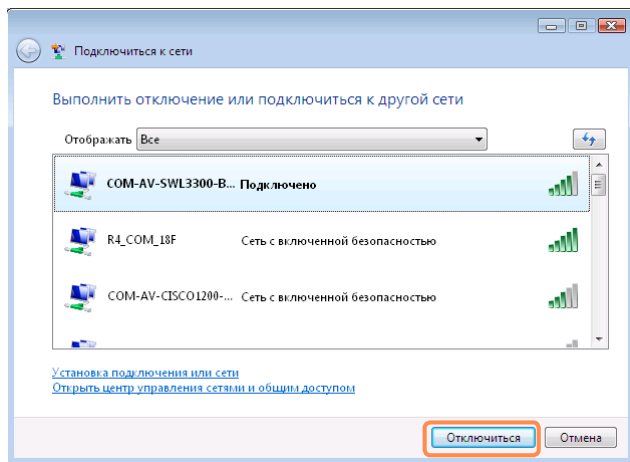 Подключиться к сети
Выполнить отключение или подключиться к другой сети
Отображать Все
COM-AV-SWL3300-B... Подключено
R4_COM_18F Сеть с включенной безопасностью
COM-AV-CISCO1200-... Сеть с включенной безопасностью
Установка подключения или сети
Открыть центр управления сетями и общим доступом
Отключиться Отмена